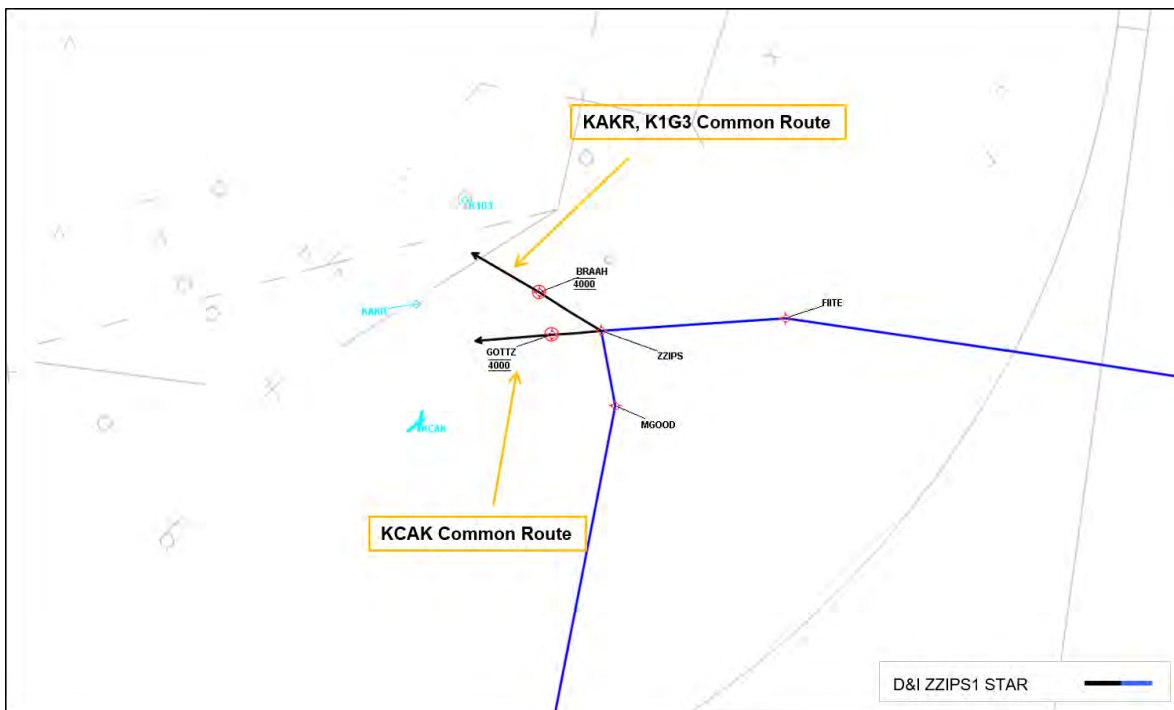 KAKR, K1G3 Common Route
K1G3
BRAAH
4000
KAKR
FIITE
GOTTZ
4000
ZZIPS
MGOOD
KCAK
KCAK Common Route
D&I ZZIPS1 STAR